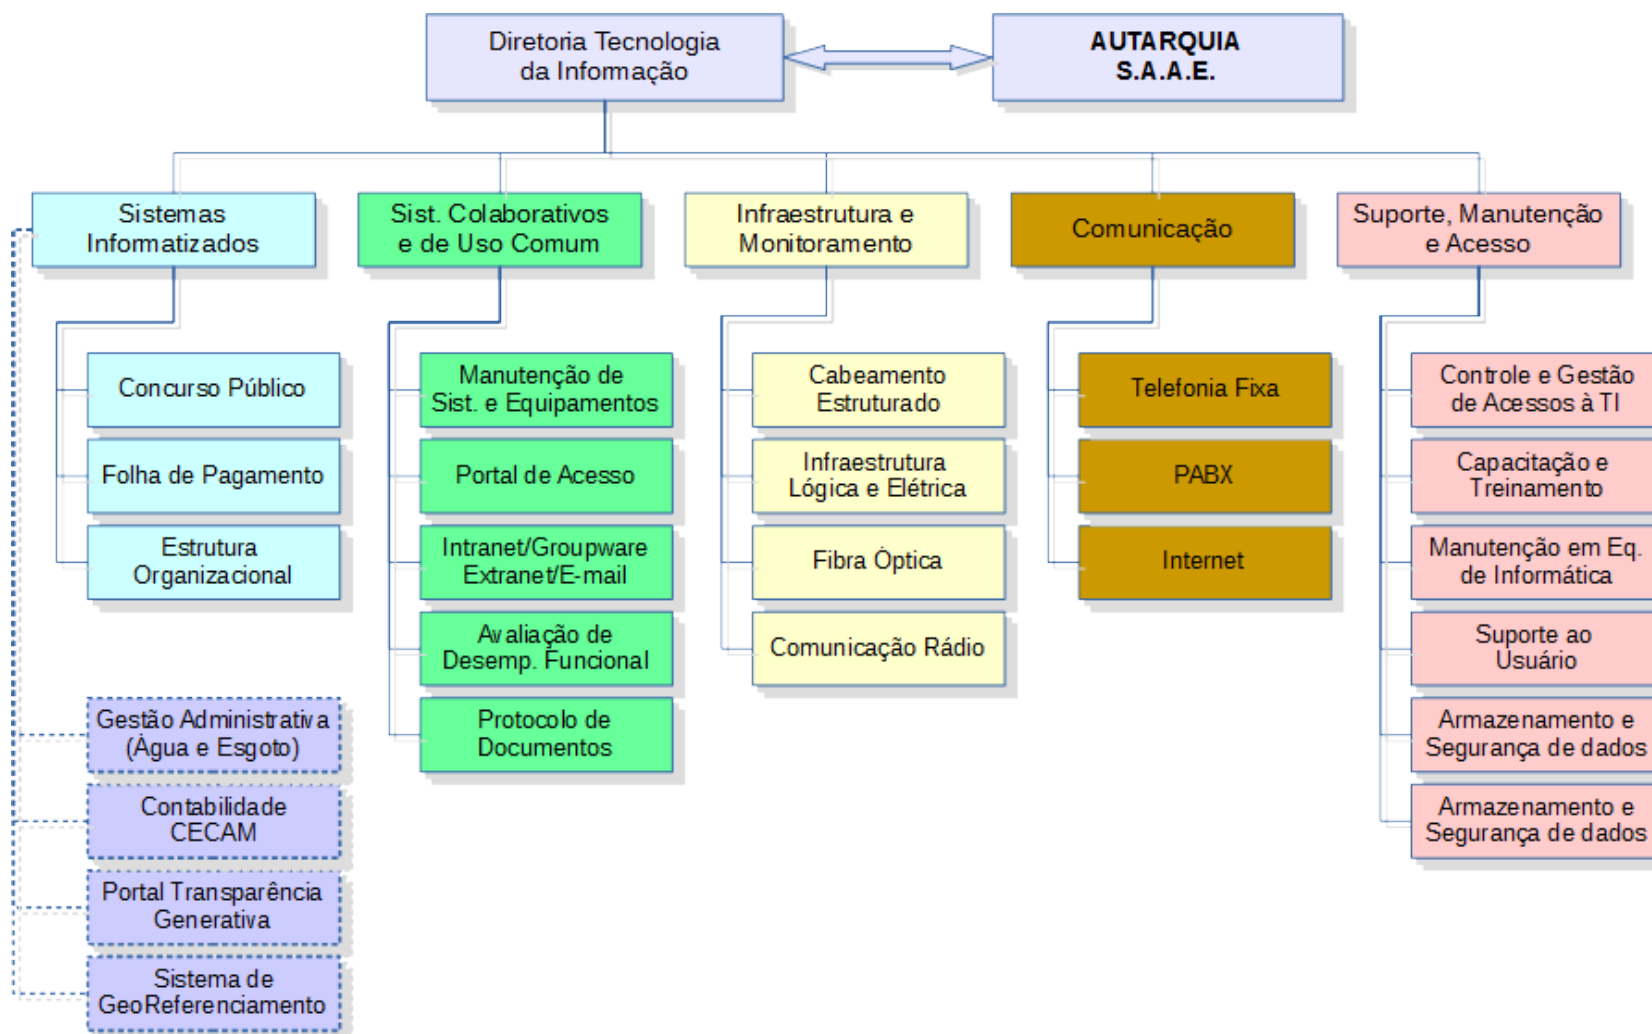 Diretoria Tecnologia
da Informação
AUTARQUIA
S.A.A.E.
Sistemas
Informatizados
Sist. Colaborativos
e de Uso Comum
Infraestrutura e
Monitoramento
Comunicação
Suporte, Manutenção
e Acesso
Concurso Público
Folha de Pagamento
Estrutura
Organizacional
Gestão Administrativa
(Água e Esgoto)
Contabilidade
CECAM
Portal Transparência
Generativa
Sistema de
GeoReferenciamento
Manutenção de
Sist. e Equipamentos
Portal de Acesso
Intranet/Groupware
Extranet/E-mail
Avaliação de
Desemp. Funcional
Protocolo de
Documentos
Cabeamento
Estruturado
Infraestrutura
Lógica e Elétrica
Fibra Óptica
Comunicação Rádio
Telefonia Fixa
PABX
Internet
Controle e Gestão
de Acessos à TI
Capacitação e
Treinamento
Manutenção em Eq.
de Informática
Suporte ao
Usuário
Armazenamento e
Segurança de dados
Armazenamento e
Segurança de dados